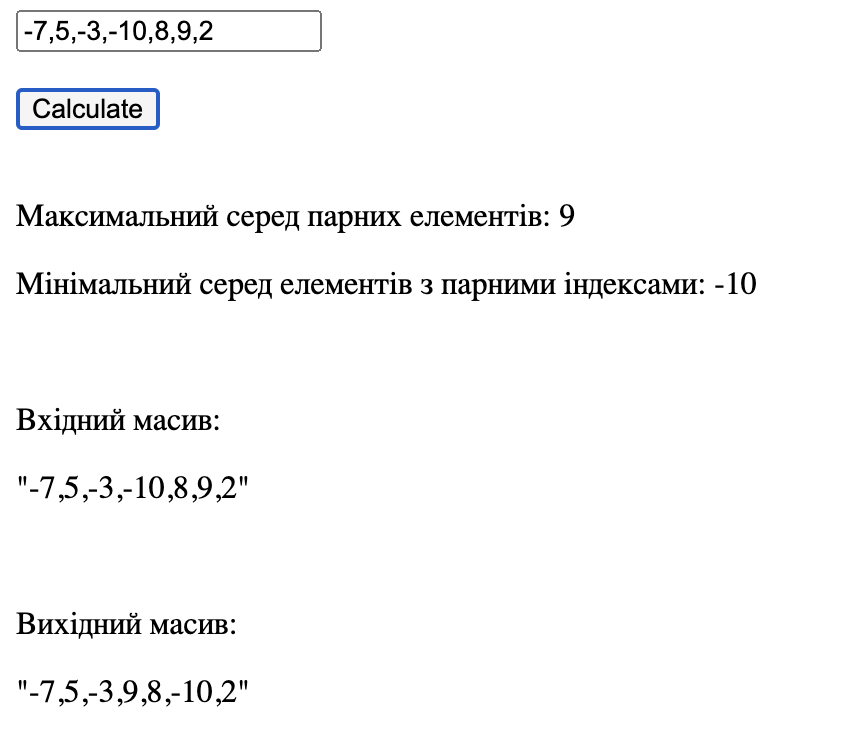 -7,5,-3,-10,8,9,2
Calculate
Максимальний серед парних елементів: 9
Мінімальний серед елементів з парними індексами: -10
Вхідний масив:
"-7,5,-3,-10,8,9,2"
Вихідний масив:
"-7,5,-3,9,8,-10,2"